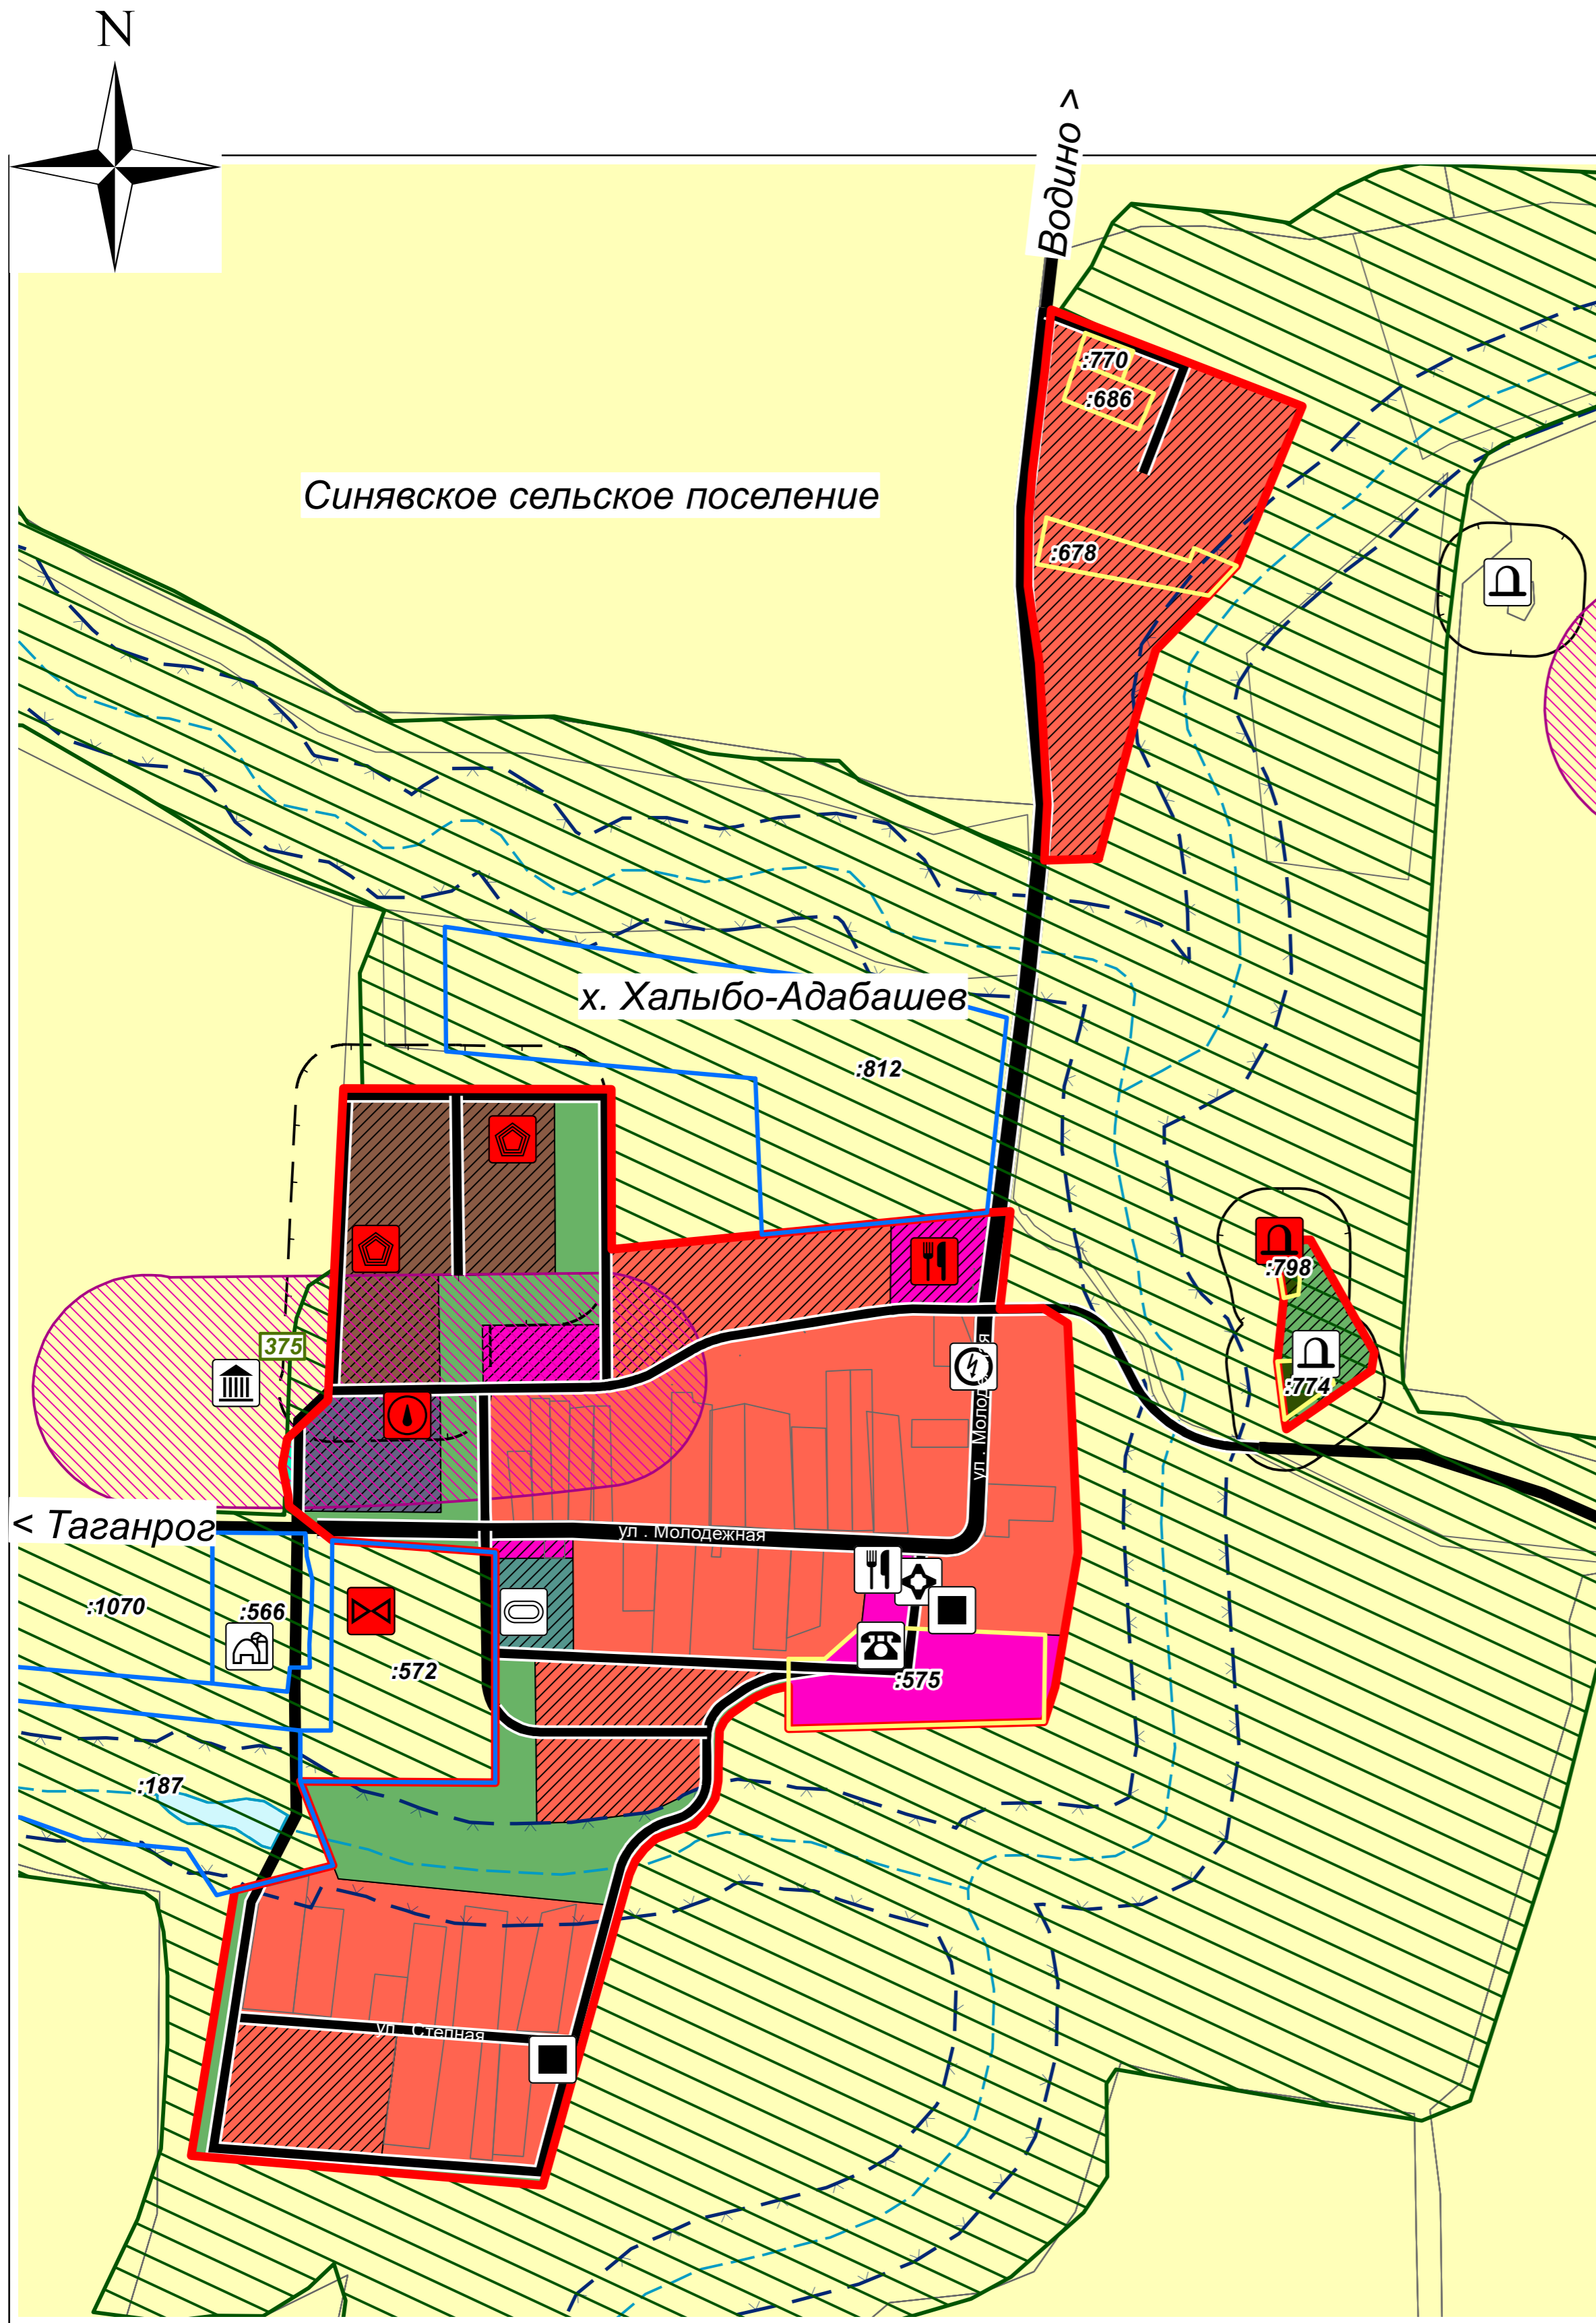 N
Водино >
:770
:686
Синявское сельское поселение
:678
х. Халыбо-Адабашев
:812
:798
375
:774
ул . Молодежная
< Таганрог
ул . Молодежная
:1070
:566
:572
:575
:187
ул . Степная